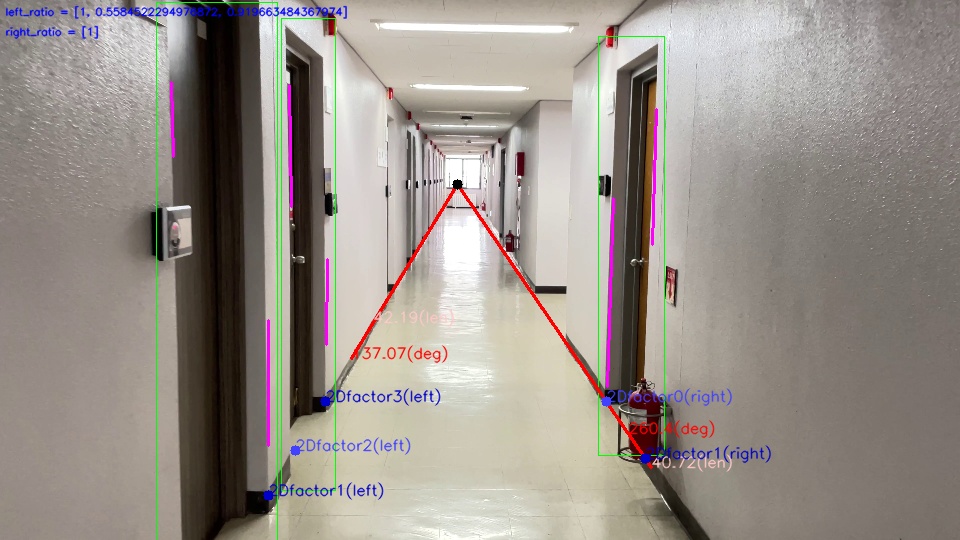 left_ratio = [1, 0.5584522294976872, 0.919663484367974]
right_ratio = [1]
42.19(len)
37.07(deg)
2Dfactor3(left)
2Dfactor0(right)
260.4(deg)
2Dfactor2(left)
2Dfactor1(right)
40.72(len)
2Dfactor1(left)